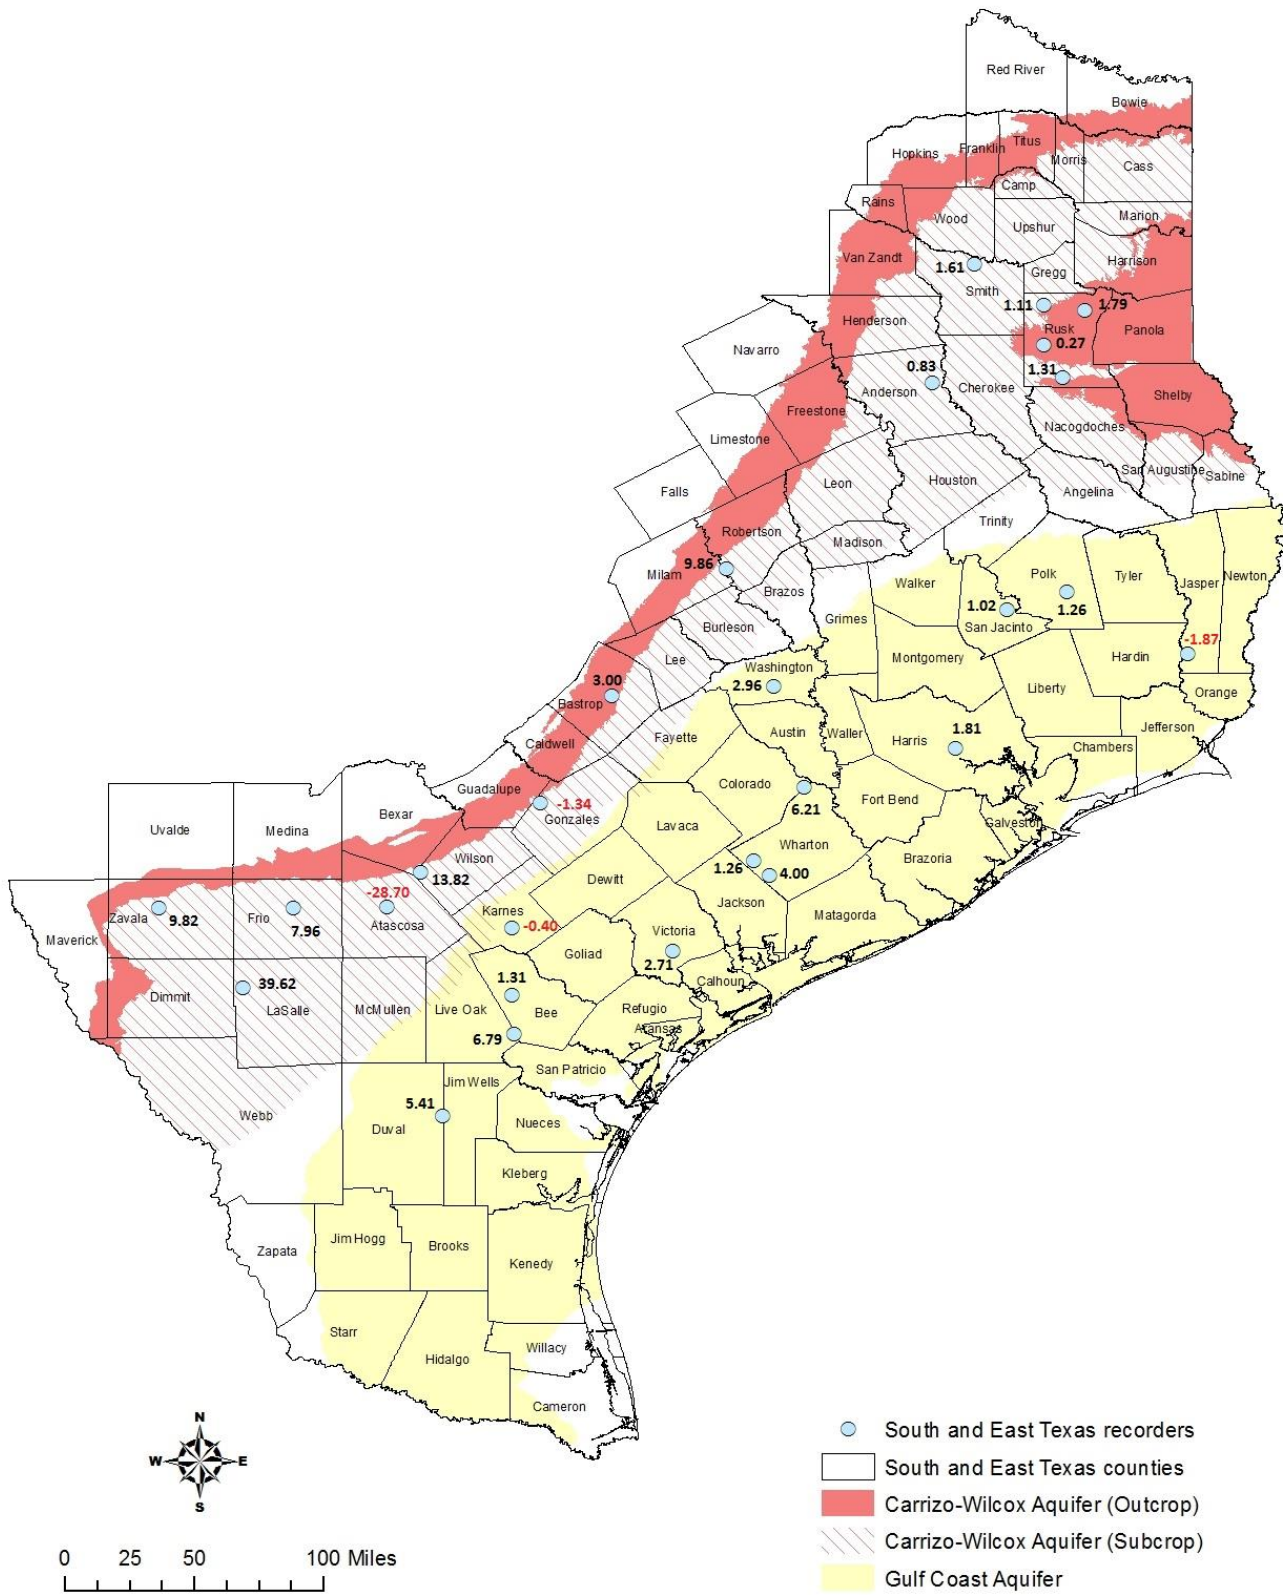 Red River
Bowie
Titus
Franklin
Hopkins
Morris
Cass
Camp
Rains
Wood
Marion
Upshur
Van Zandt
Harrison
1.61
Gregg
Smith
1.11
1.79
Henderson
Rusk
Panola
0.27
Navarro
0.83
1.31
Anderson
Cherokee
Shelby
Freestone
Nacogdoches
Limestone
San Augustine
Sabine
Leon
Houston
Falls
Angelina
Trinity
Robertson
Madison
9.86
Milam
Polk
Tyler
Jasper
Newton
Walker
Brazos
1.02
1.26
Grimes
Burleson
San Jacinto
-1.87
Lee
Montgomery
Hardin
Washington
3.00
2.96
Liberty
Orange
Bastrop
Austin
1.81
Jefferson
Fayette
Waller
Harris
Caldwell
Chambers
Colorado
Guadalupe
-1.34
Fort Bend
6.21
Bexar
Gonzales
Galveston
Uvalde
Medina
Lavaca
Wharton
Wilson
Brazoria
1.26
4.00
13.82
Dewitt
-28.70
Jackson
Karnes
Matagorda
Zavala
Frio
9.82
7.96
Atascosa
-0.40
Victoria
Maverick
Goliad
2.71
Calhoun
39.62
1.31
Dimmit
LaSalle
McMullen
Live Oak
Bee
Refugio
Aransas
6.79
San Patricio
Jim Wells
5.41
Webb
Duval
Nueces
Kleberg
Zapata
Jim Hogg
Brooks
Kenedy
Starr
Willacy
Hidalgo
Cameron
N
W E
S
South and East Texas recorders
South and East Texas counties
Carrizo-Wilcox Aquifer (Outcrop)
Carrizo-Wilcox Aquifer (Subcrop)
Gulf Coast Aquifer
0 25 50 100 Miles